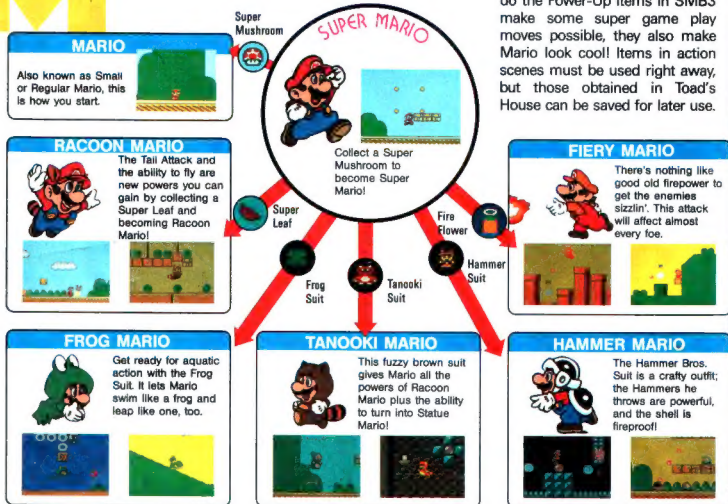 do the Power-Up items in SMB3
make some super game play
moves possible, they also make
Mario look cool! Items in action
scenes must be used right away,
but those obtained in Toad's
House can be saved for later use.
Super
Mushroom
SUPER MARIO
Collect a Super
Mushroom to
become Super
Mario!
MARIO
Also known as Small
or Regular Mario, this
is how you start.
RACOON MARIO
The Tail Attack and
the ability to fly are
new powers you can
gain by collecting a
Super Leaf and
becoming Racoon
Mario!
Super
Leaf
Frog
Suit
Tanooki
Suit
Hammer
Suit
Fire
Flower
FIERY MARIO
There's nothing like
good old firepower to
get the enemies
sizzlin'. This attack
will affect almost
every foe.
FROG MARIO
Get ready for aquatic
action with the Frog
Suit. It lets Mario
swim like a frog and
leap like one, too.
TANOOKI MARIO
This fuzzy brown suit
gives Mario all the
powers of Racoon
Mario plus the ability
to turn into Statue
Mario!
HAMMER MARIO
The Hammer Bros.
Suit is a crafty outfit;
the Hammers he
throws are powerful,
and the shell is
fireproof!